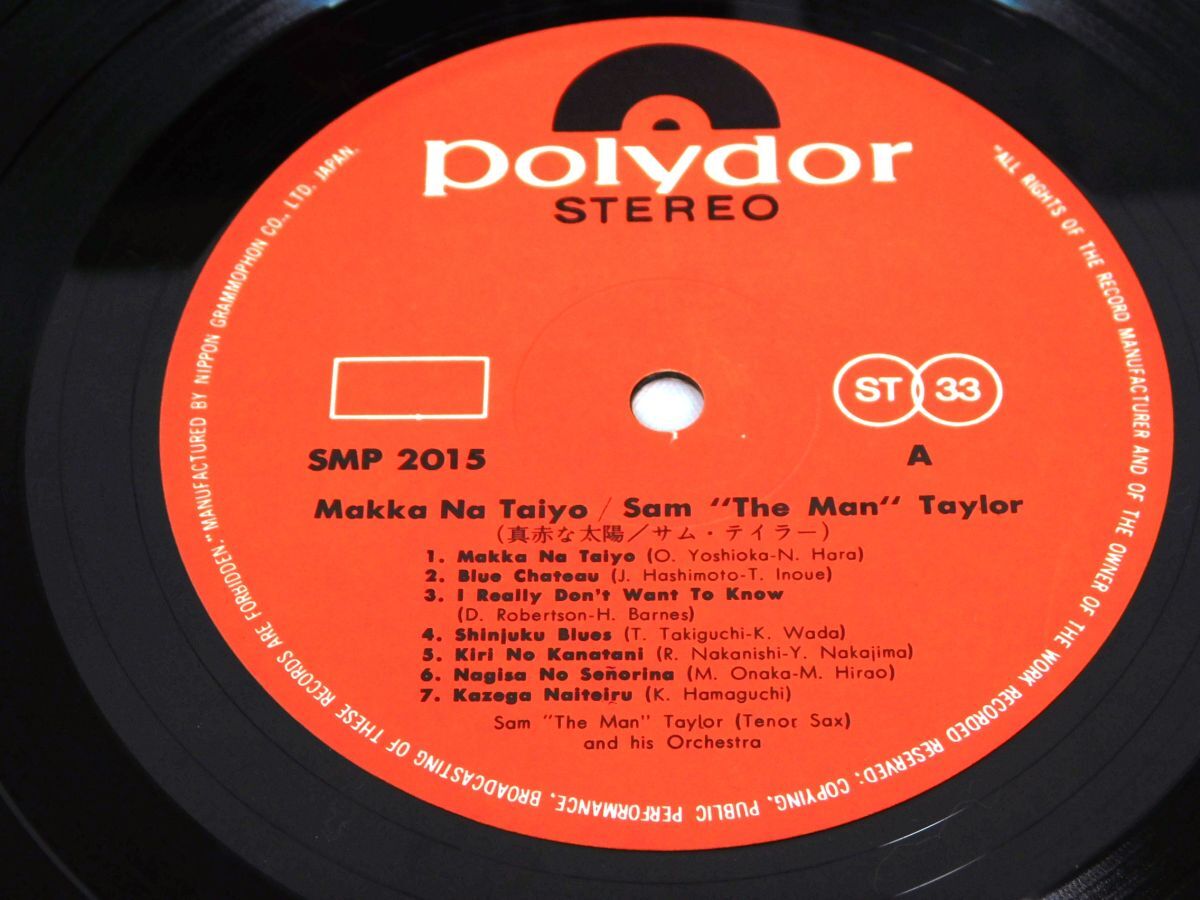 polydor
STEREO
ST 33
SMP 2015
A
Makka Na Taiyo / Sam "The Man" Taylor
(真赤な太陽／サム・テイラー)
1. Makka Na Taiyo (O. Yoshioka-N. Hara)
2. Blue Chateau (J. Hashimoto-T. Inoue)
3. I Really Don't Want To Know
(D. Robertson-H. Barnes)
4. Shinjuku Blues (T. Takiguchi-K. Wada)
5. Kiri No Kanatani (R. Nakanishi-Y. Nakajima)
6. Nagisa No Señorina (M. Onaka-M. Hirao)
7. Kazega Naiteiru (K. Hamaguchi)
Sam "The Man" Taylor (Tenor Sax)
and his Orchestra
"ALL RIGHTS OF THE RECORD MANUFACTURER AND OF THE OWNER OF THE WORK RECORDED RESERVED; COPYING, PUBLIC PERFORMANCE, BROADCASTING OF THESE RECORDS ARE FORBIDDEN." MANUFACTURED BY NIPPON GRAMMOPHON CO., LTD. JAPAN.